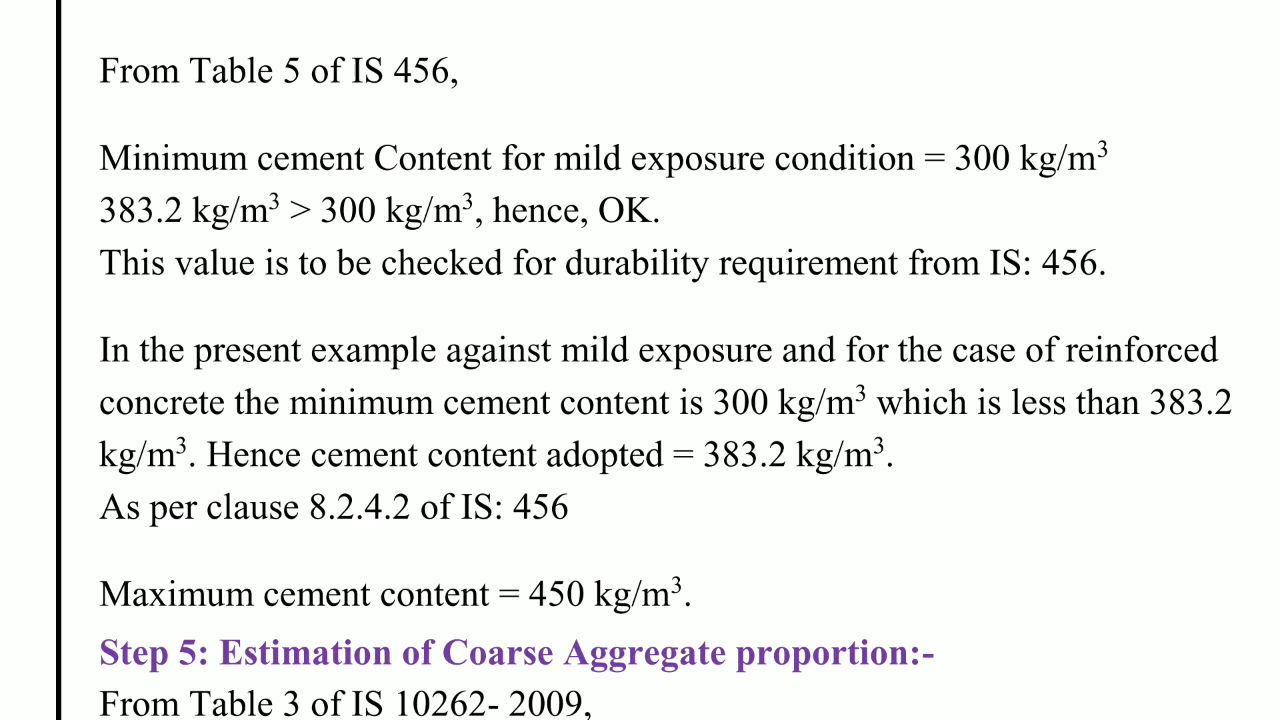 From Table 5 of IS 456,
Minimum cement Content for mild exposure condition = 300 kg/m³
383.2 kg/m³ > 300 kg/m³, hence, OK.
This value is to be checked for durability requirement from IS: 456.
In the present example against mild exposure and for the case of reinforced
concrete the minimum cement content is 300 kg/m³ which is less than 383.2
kg/m³. Hence cement content adopted = 383.2 kg/m³.
As per clause 8.2.4.2 of IS: 456
Maximum cement content = 450 kg/m³.
Step 5: Estimation of Coarse Aggregate proportion:-
From Table 3 of IS 10262- 2009,